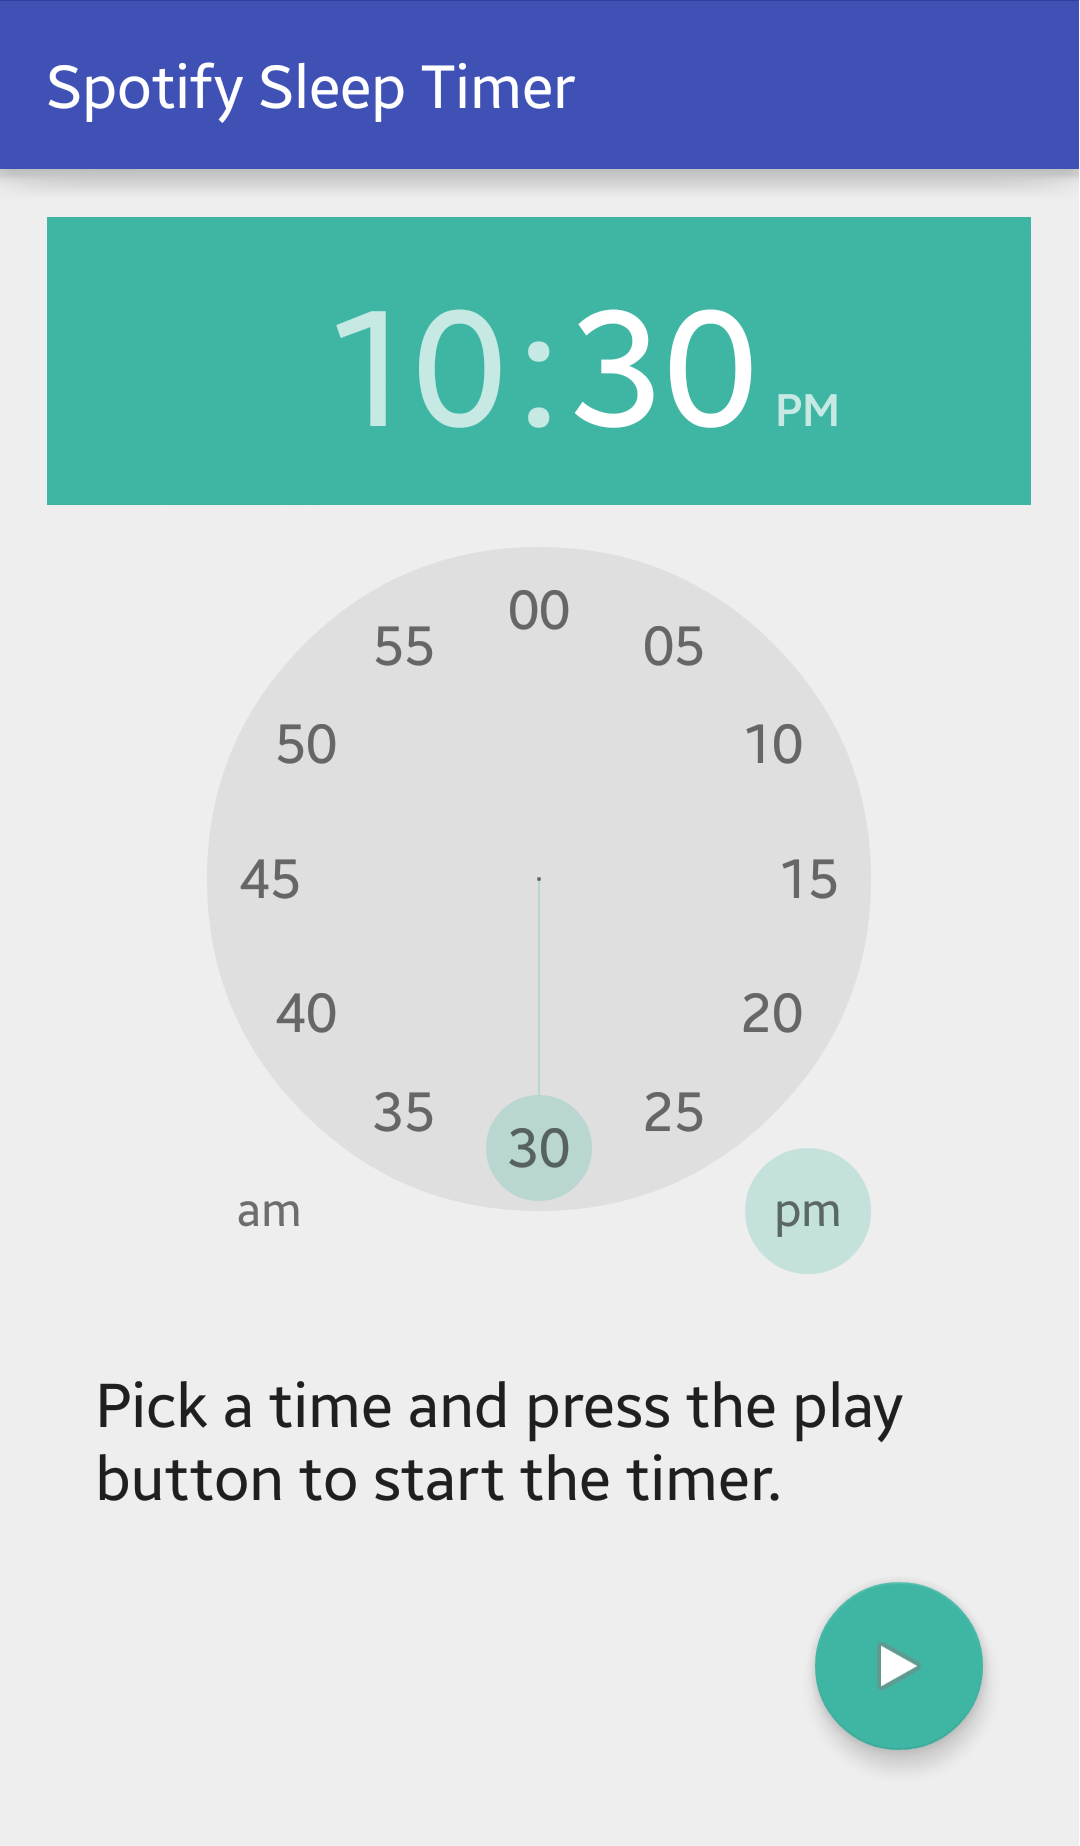 Spotify Sleep Timer
10:30 PM
00
55 05
50 10
45 15
40 20
35 25
30
am pm
Pick a time and press the play
button to start the timer.